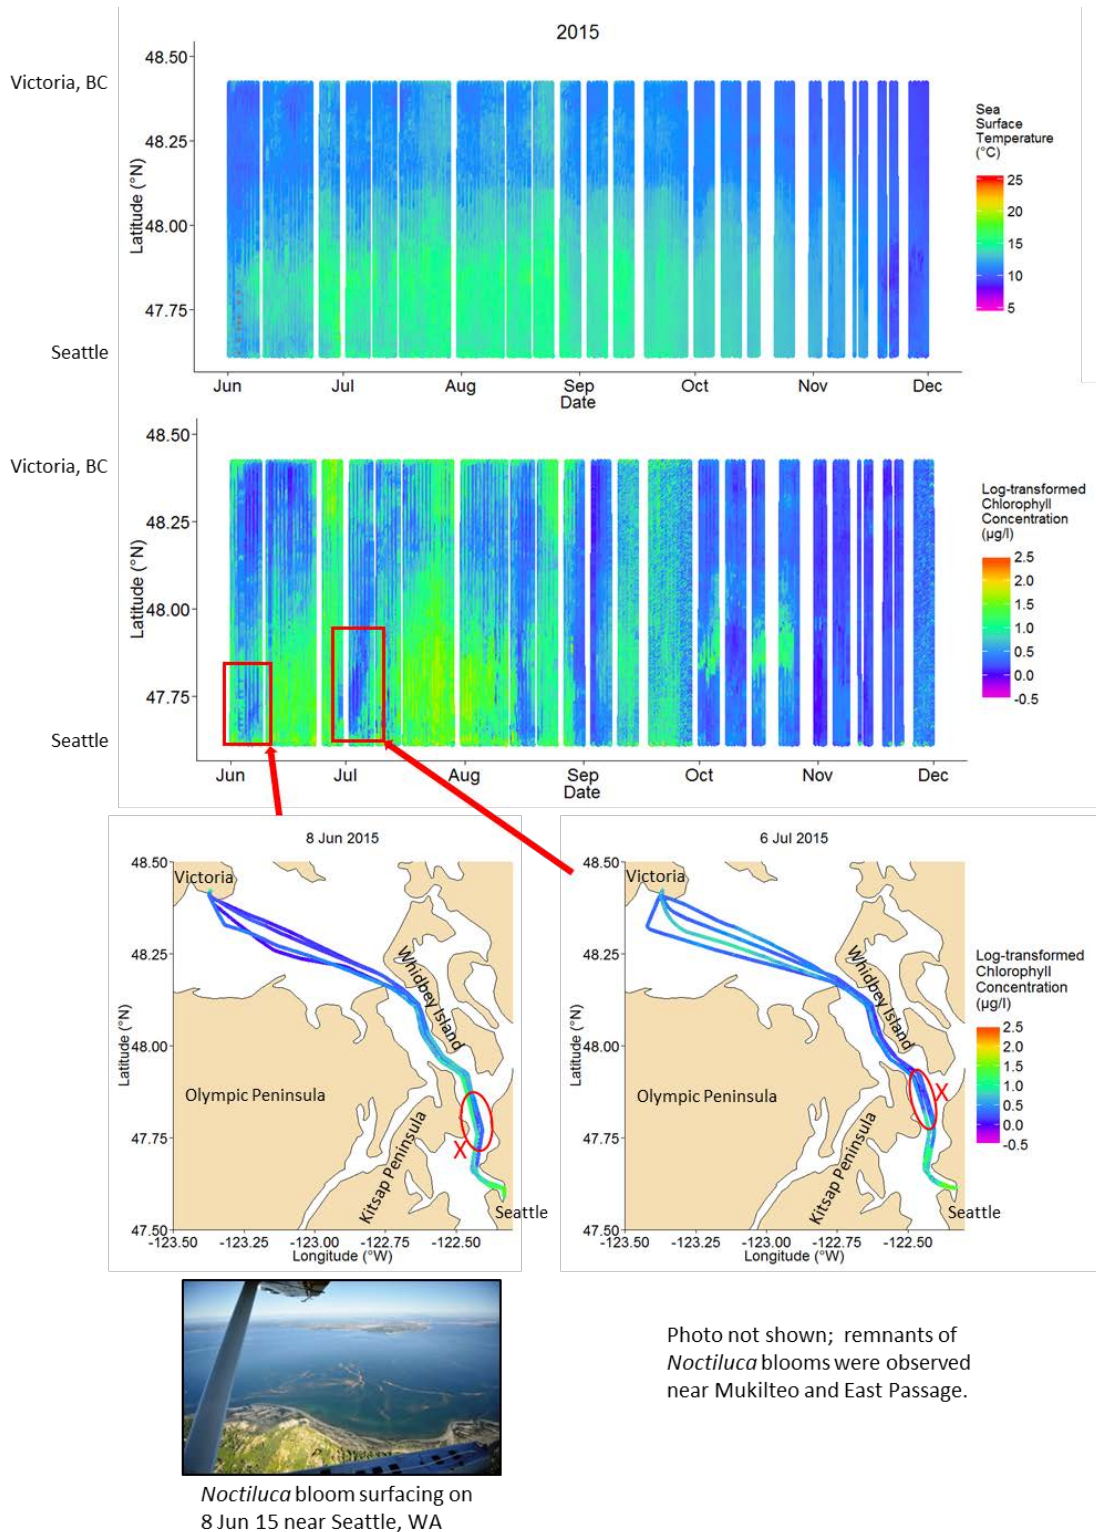 2015
Victoria, BC
Seattle
48.50
48.25
48.00
47.75
Latitude (°N)
Jun
Jul
Aug
Sep
Oct
Nov
Dec
Date
Sea
Surface
Temperature
(°C)
25
20
15
10
5
Victoria, BC
Seattle
48.50
48.25
48.00
47.75
Latitude (°N)
Jun
Jul
Aug
Sep
Oct
Nov
Dec
Date
Log-transformed
Chlorophyll
Concentration
(µg/l)
2.5
2.0
1.5
1.0
0.5
0.0
-0.5
8 Jun 2015
48.50
48.25
48.00
47.75
47.50
Latitude (°N)
Victoria
Whidbey Island
Olympic Peninsula
Kitsap Peninsula
X
Seattle
-123.50
-123.25
-123.00
-122.75
-122.50
Longitude (°W)
6 Jul 2015
48.50
48.25
48.00
47.75
47.50
Latitude (°N)
Victoria
Whidbey Island
X
Olympic Peninsula
Kitsap Peninsula
Seattle
-123.50
-123.25
-123.00
-122.75
-122.50
Longitude (°W)
Log-transformed
Chlorophyll
Concentration
(µg/l)
2.5
2.0
1.5
1.0
0.5
0.0
-0.5
Noctiluca bloom surfacing on
8 Jun 15 near Seattle, WA
Photo not shown; remnants of
Noctiluca blooms were observed
near Mukilteo and East Passage.